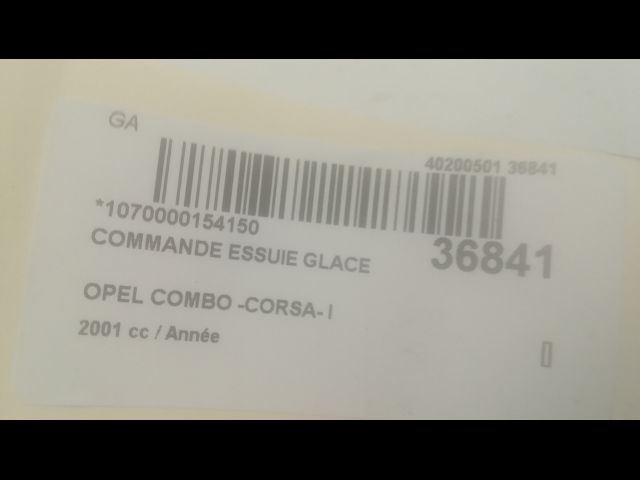 GA
40200501 36841
*1070000154150
36841
COMMANDE ESSUIE GLACE
OPEL COMBO -CORSA- I
2001 cc / Année